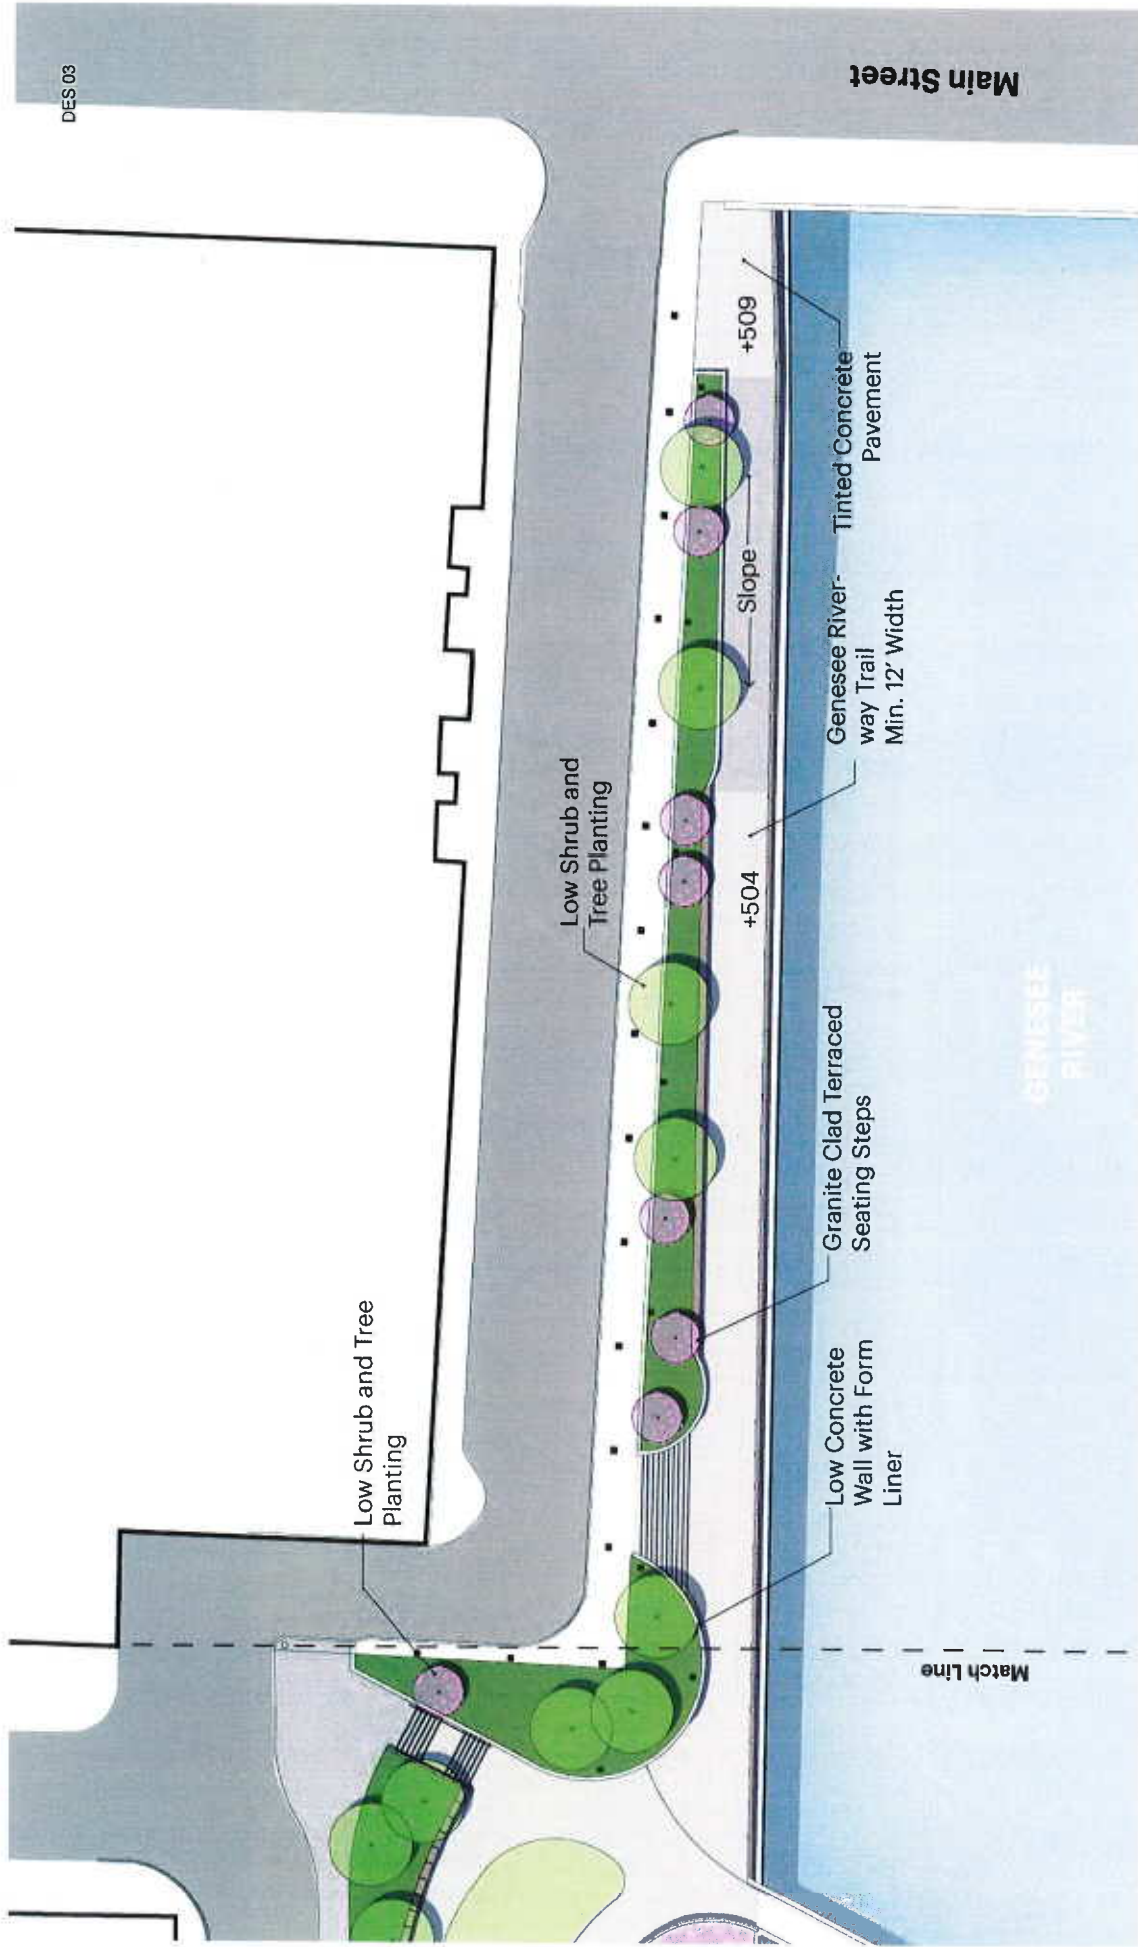 DES 03
Main Street
Low Shrub and Tree
Planting
Low Shrub and
Tree Planting
+504
Slope
+509
Low Concrete
Wall with Form
Liner
Granite Clad Terraced
Seating Steps
Genesee River-
way Trail
Min. 12' Width
Tinted Concrete
Pavement
Match Line
GENESEE
RIVER